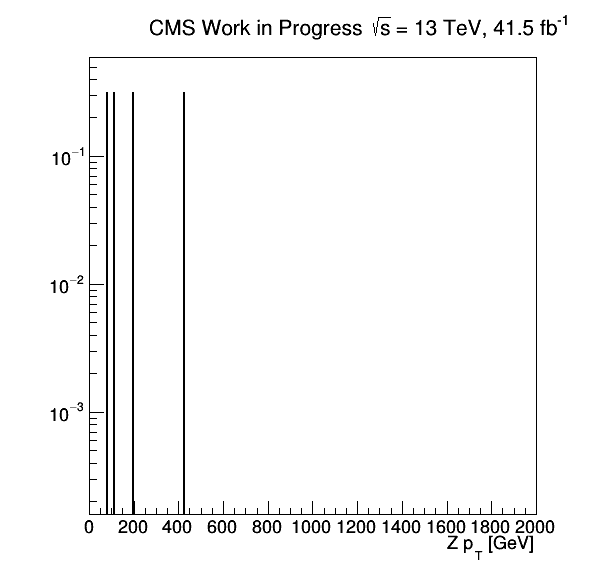 CMS Work in Progress √s = 13 TeV, 41.5 fb⁻¹
10⁻¹
10⁻²
10⁻³
0 200 400 600 800 1000 1200 1400 1600 1800 2000
Z p_T [GeV]